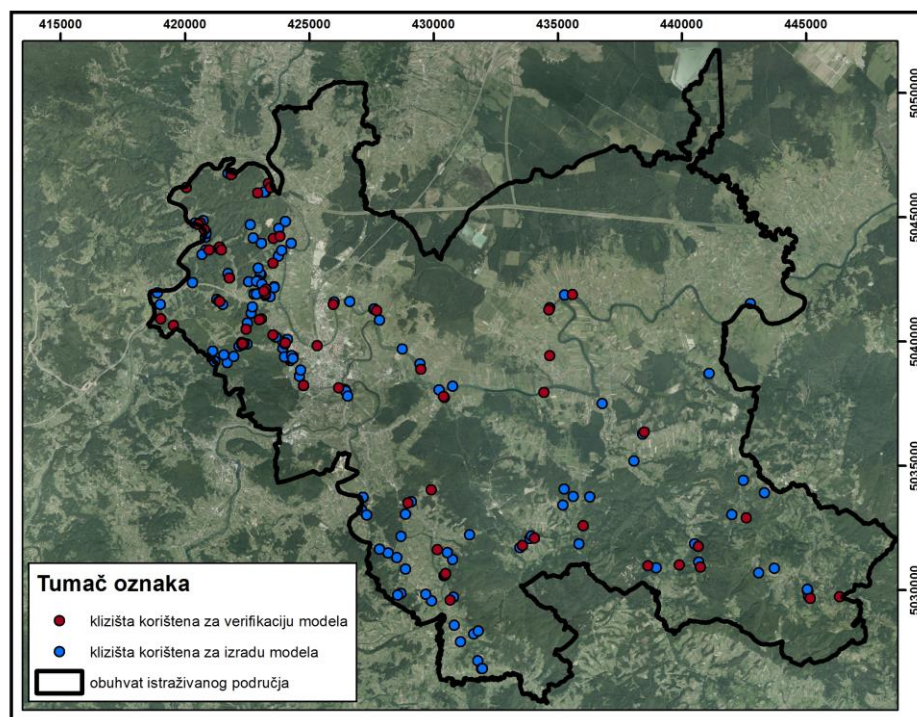 415000 420000 425000 430000 435000 440000 445000
5050000
5045000
5040000
5035000
5030000
Tumač oznaka
klizišta korištena za verifikaciju modela
klizišta korištena za izradu modela
obuhvat istraživanog područja